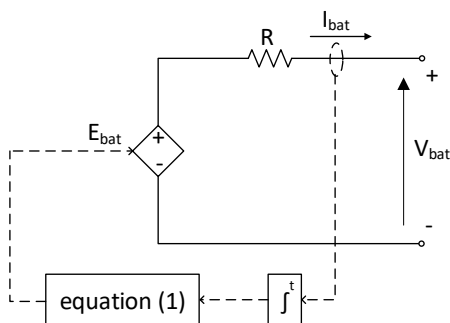 I_bat
R
+
E_bat
+
-
V_bat
-
equation (1)
∫^t